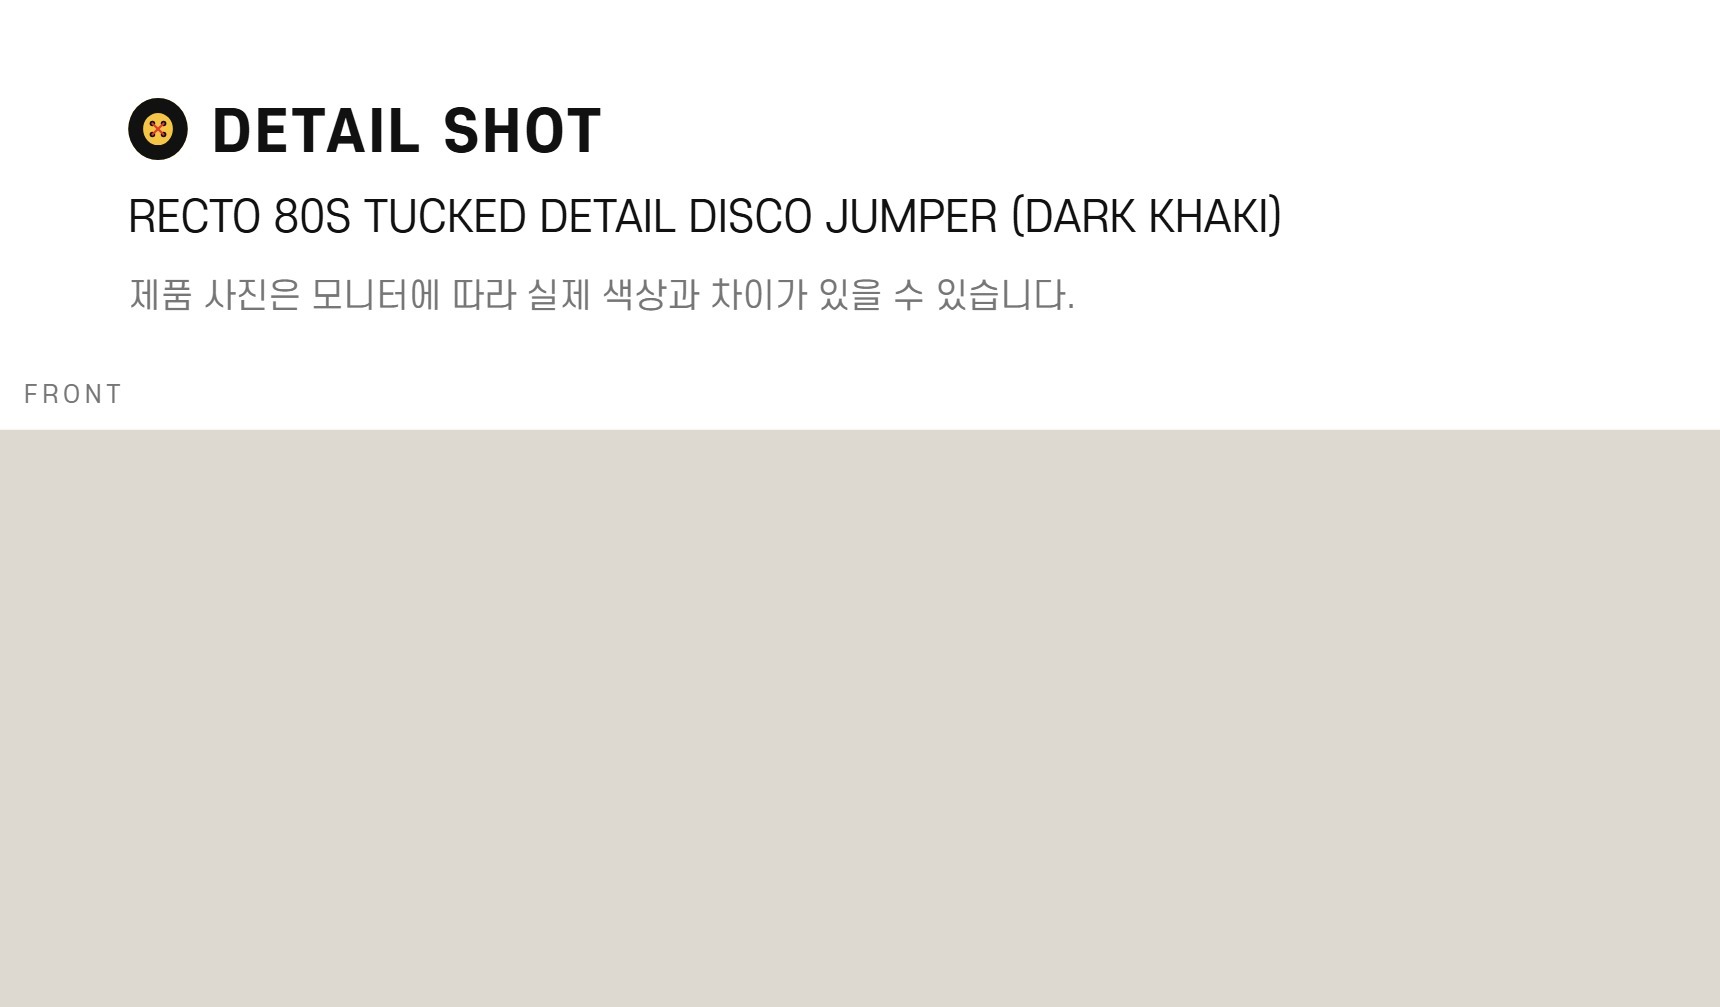 DETAIL SHOT
RECTO 80S TUCKED DETAIL DISCO JUMPER (DARK KHAKI)
제품 사진은 모니터에 따라 실제 색상과 차이가 있을 수 있습니다.
FRONT